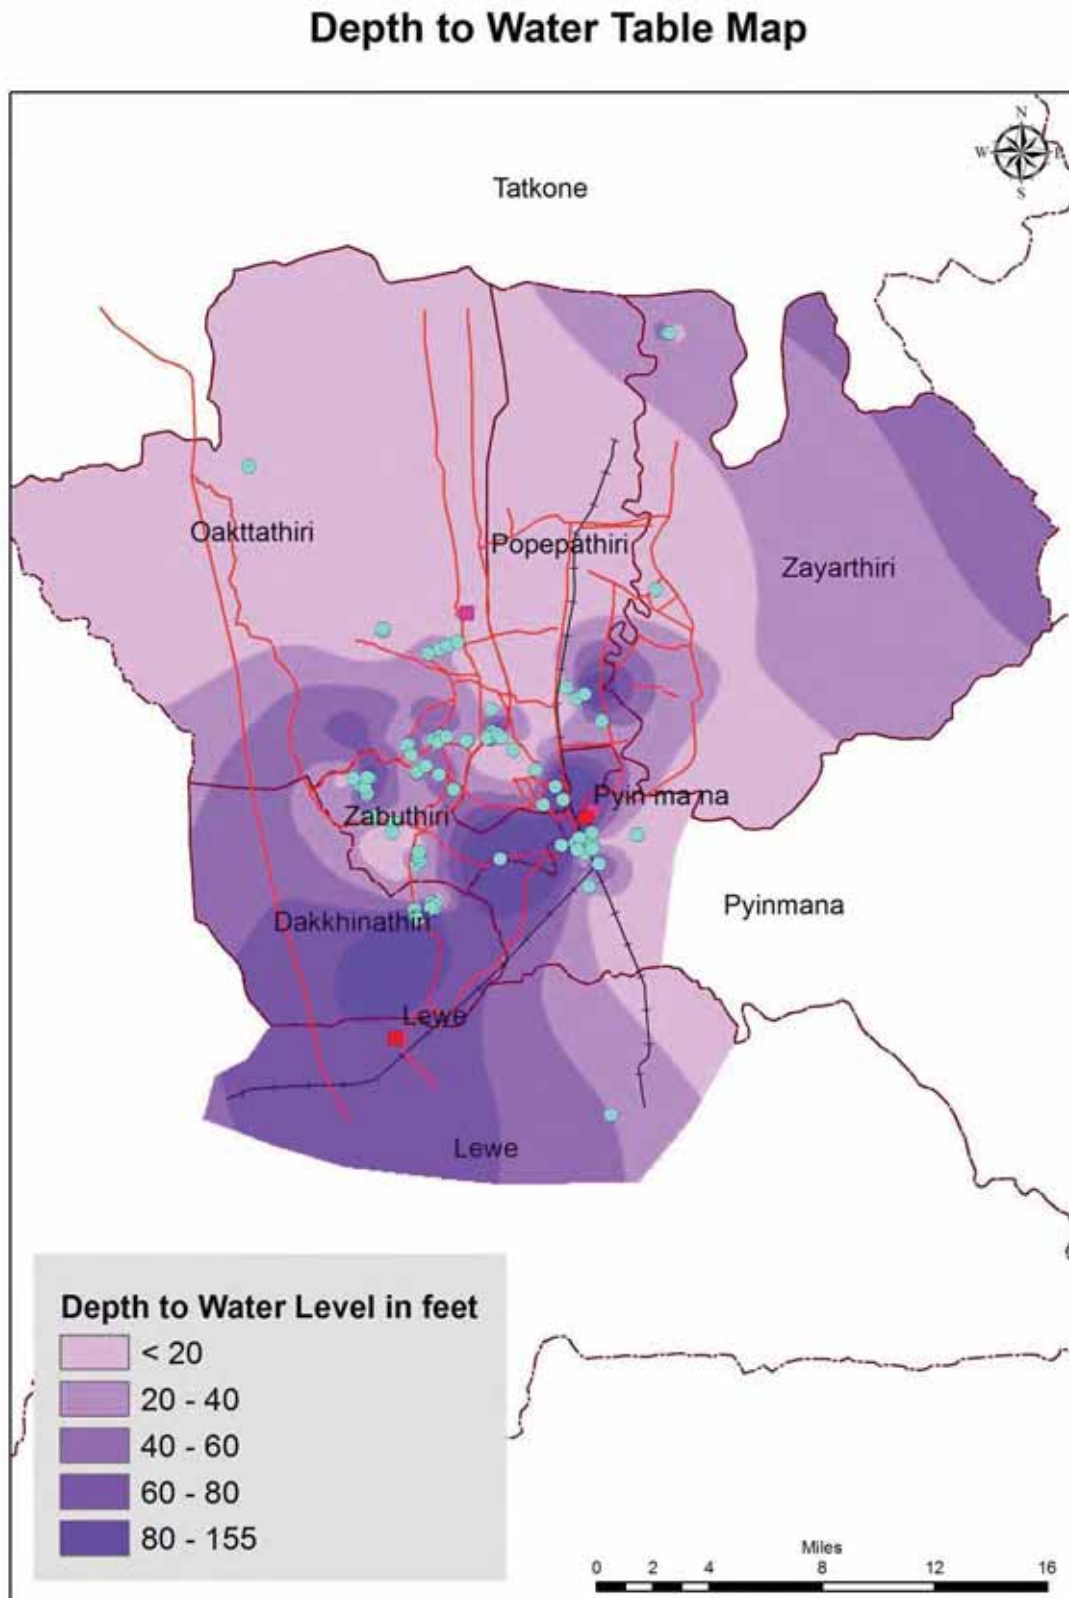 Depth to Water Table Map
N
W
E
S
Tatkone
Oakttathiri
Popepathiri
Zayarthiri
Pyin ma na
Zabuthiri
Pyinmana
Dakkhinathiri
Lewe
Lewe
Depth to Water Level in feet
< 20
20 - 40
40 - 60
60 - 80
80 - 155
Miles
0 2 4 8 12 16